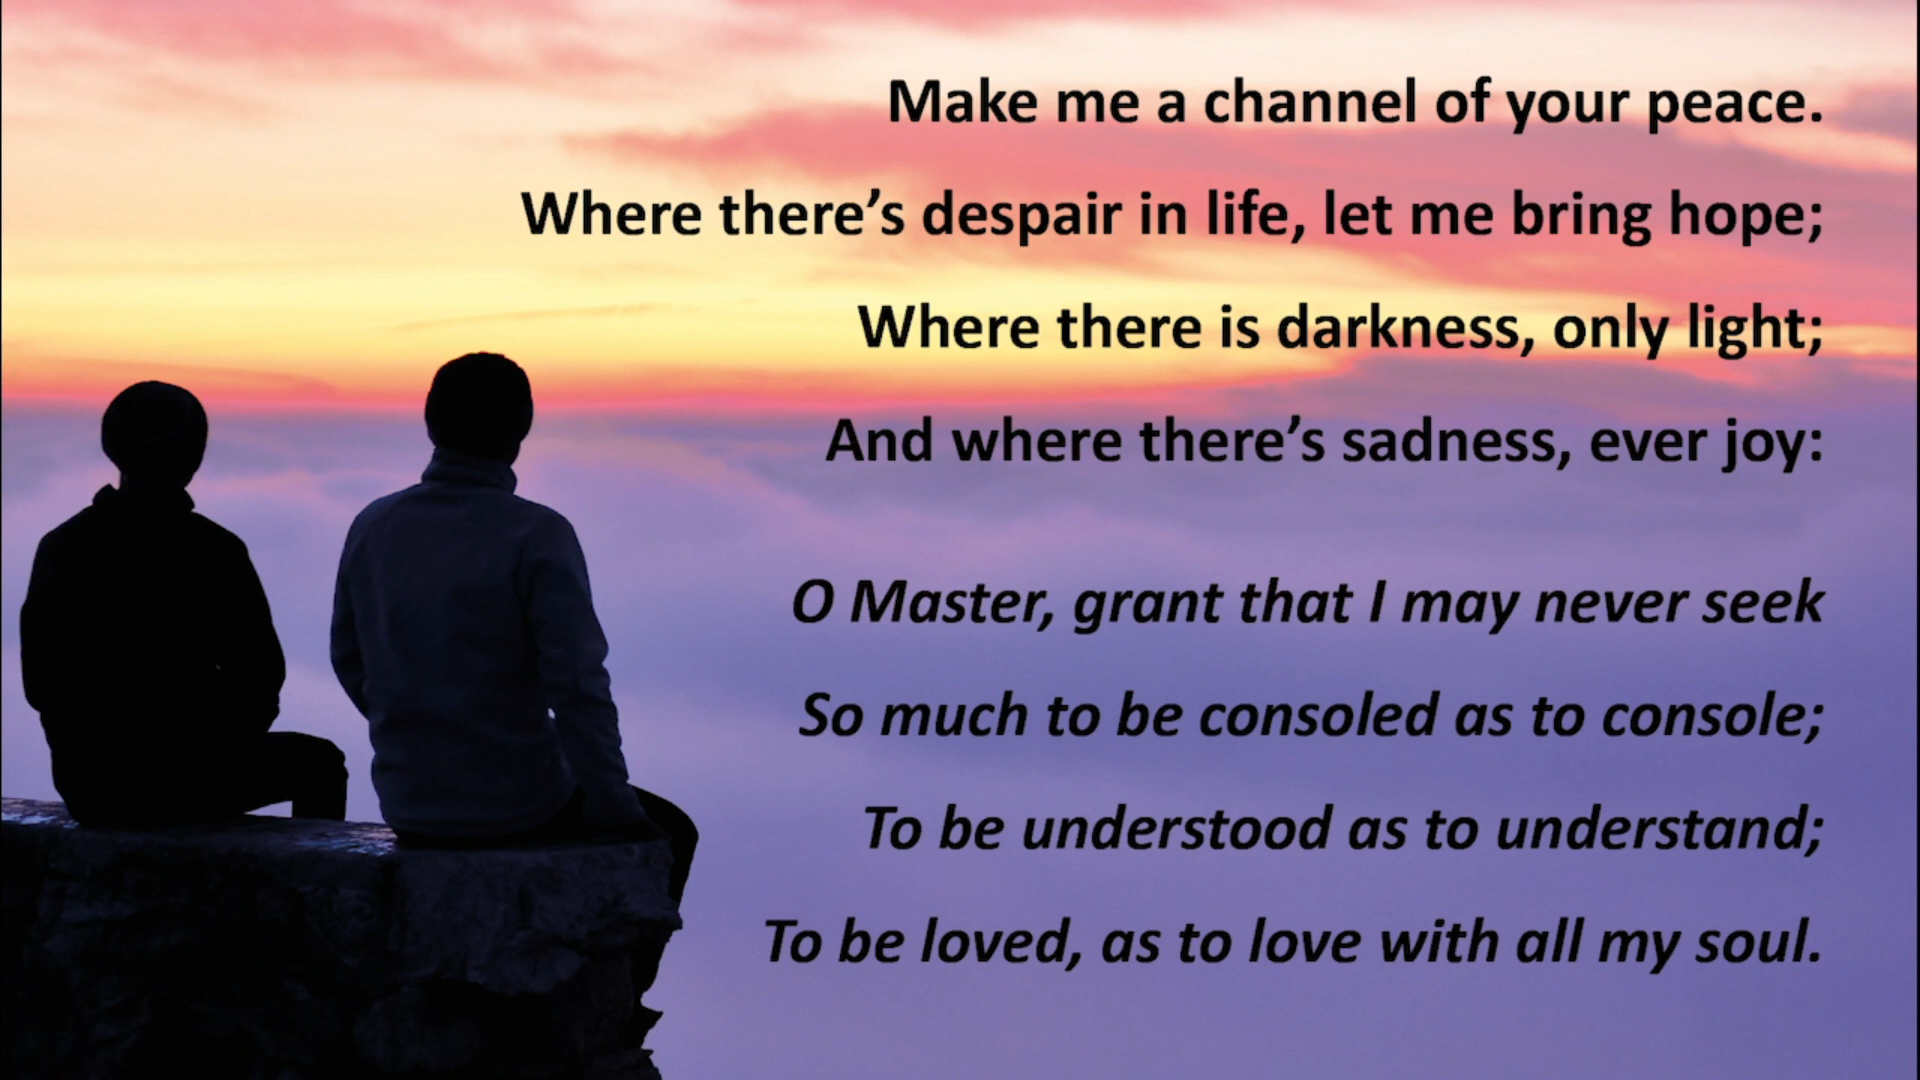 Make me a channel of your peace.
Where there’s despair in life, let me bring hope;
Where there is darkness, only light;
And where there’s sadness, ever joy:
O Master, grant that I may never seek
So much to be consoled as to console;
To be understood as to understand;
To be loved, as to love with all my soul.